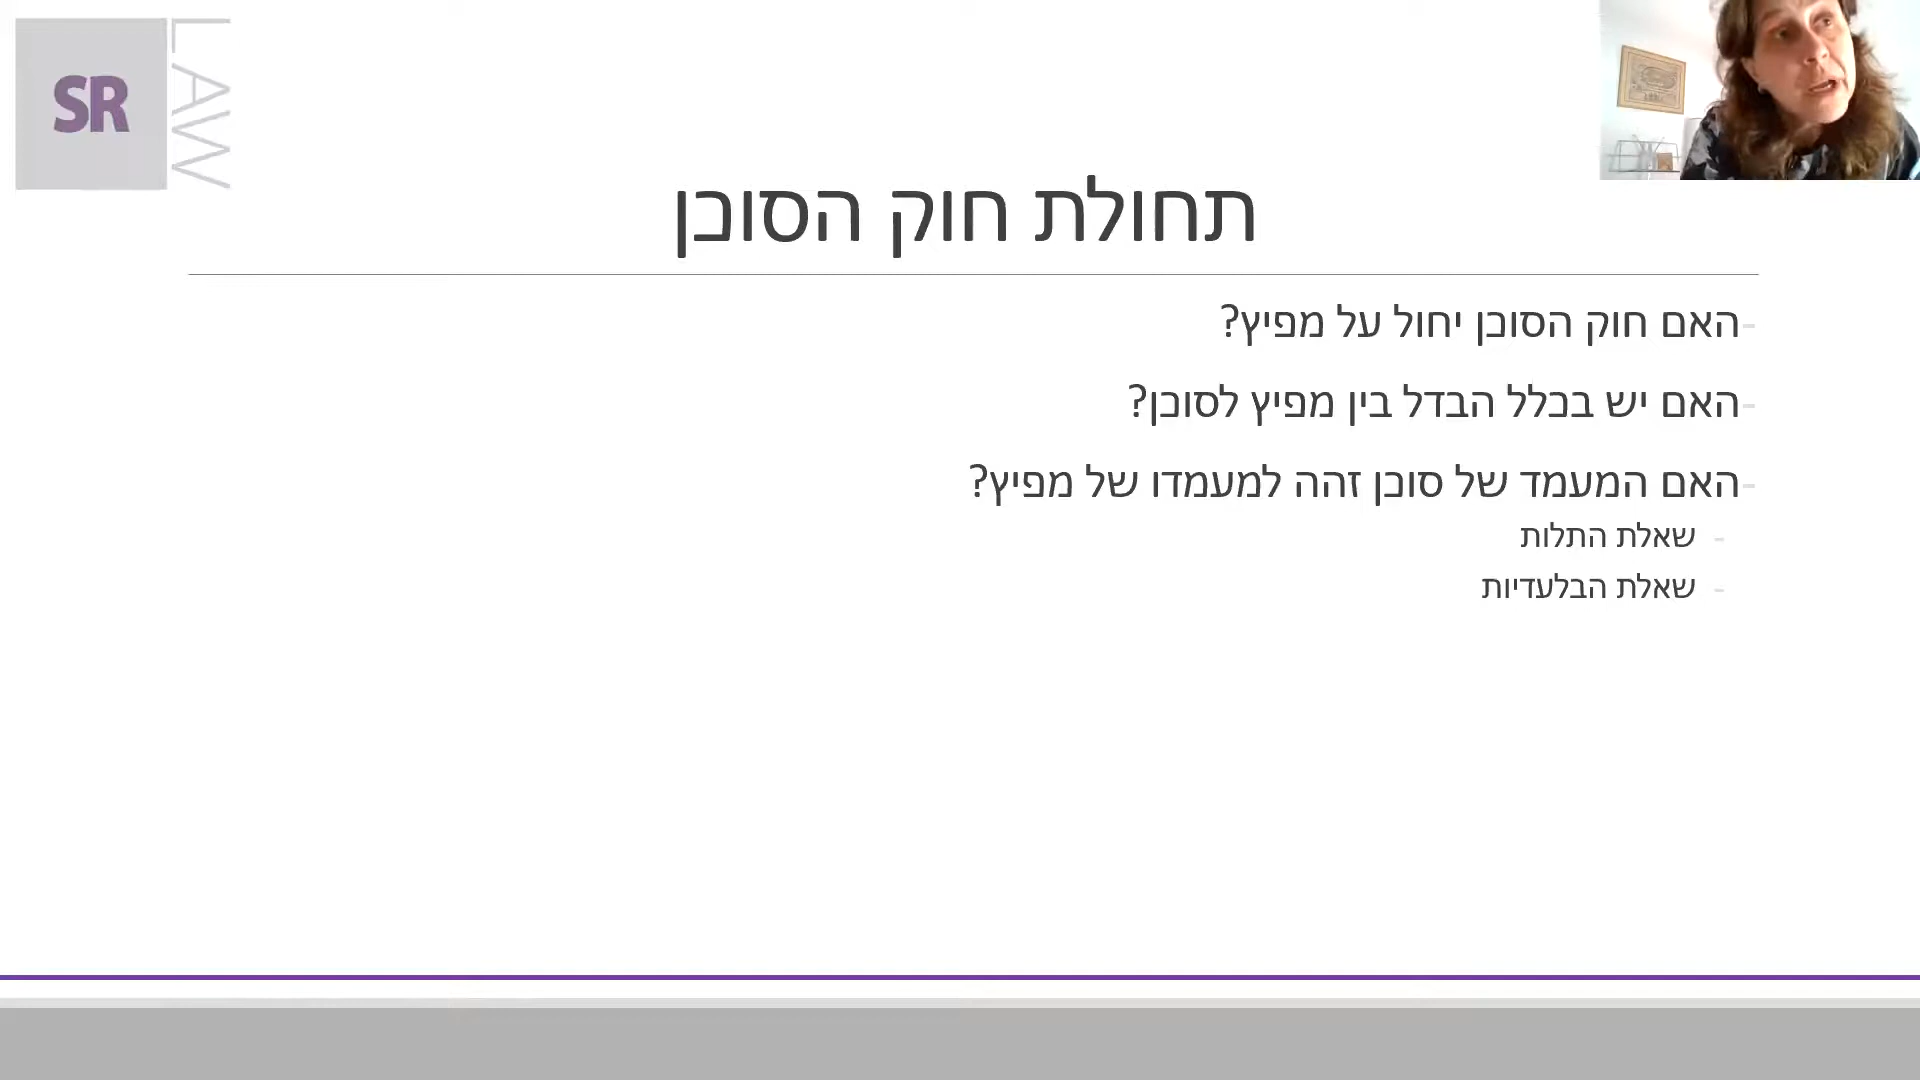 SR
LAW
תחולת חוק הסוכן
-האם חוק הסוכן יחול על מפיץ?
-האם יש בכלל הבדל בין מפיץ לסוכן?
-האם המעמד של סוכן זהה למעמדו של מפיץ?
- שאלת התלות
- שאלת הבלעדיות